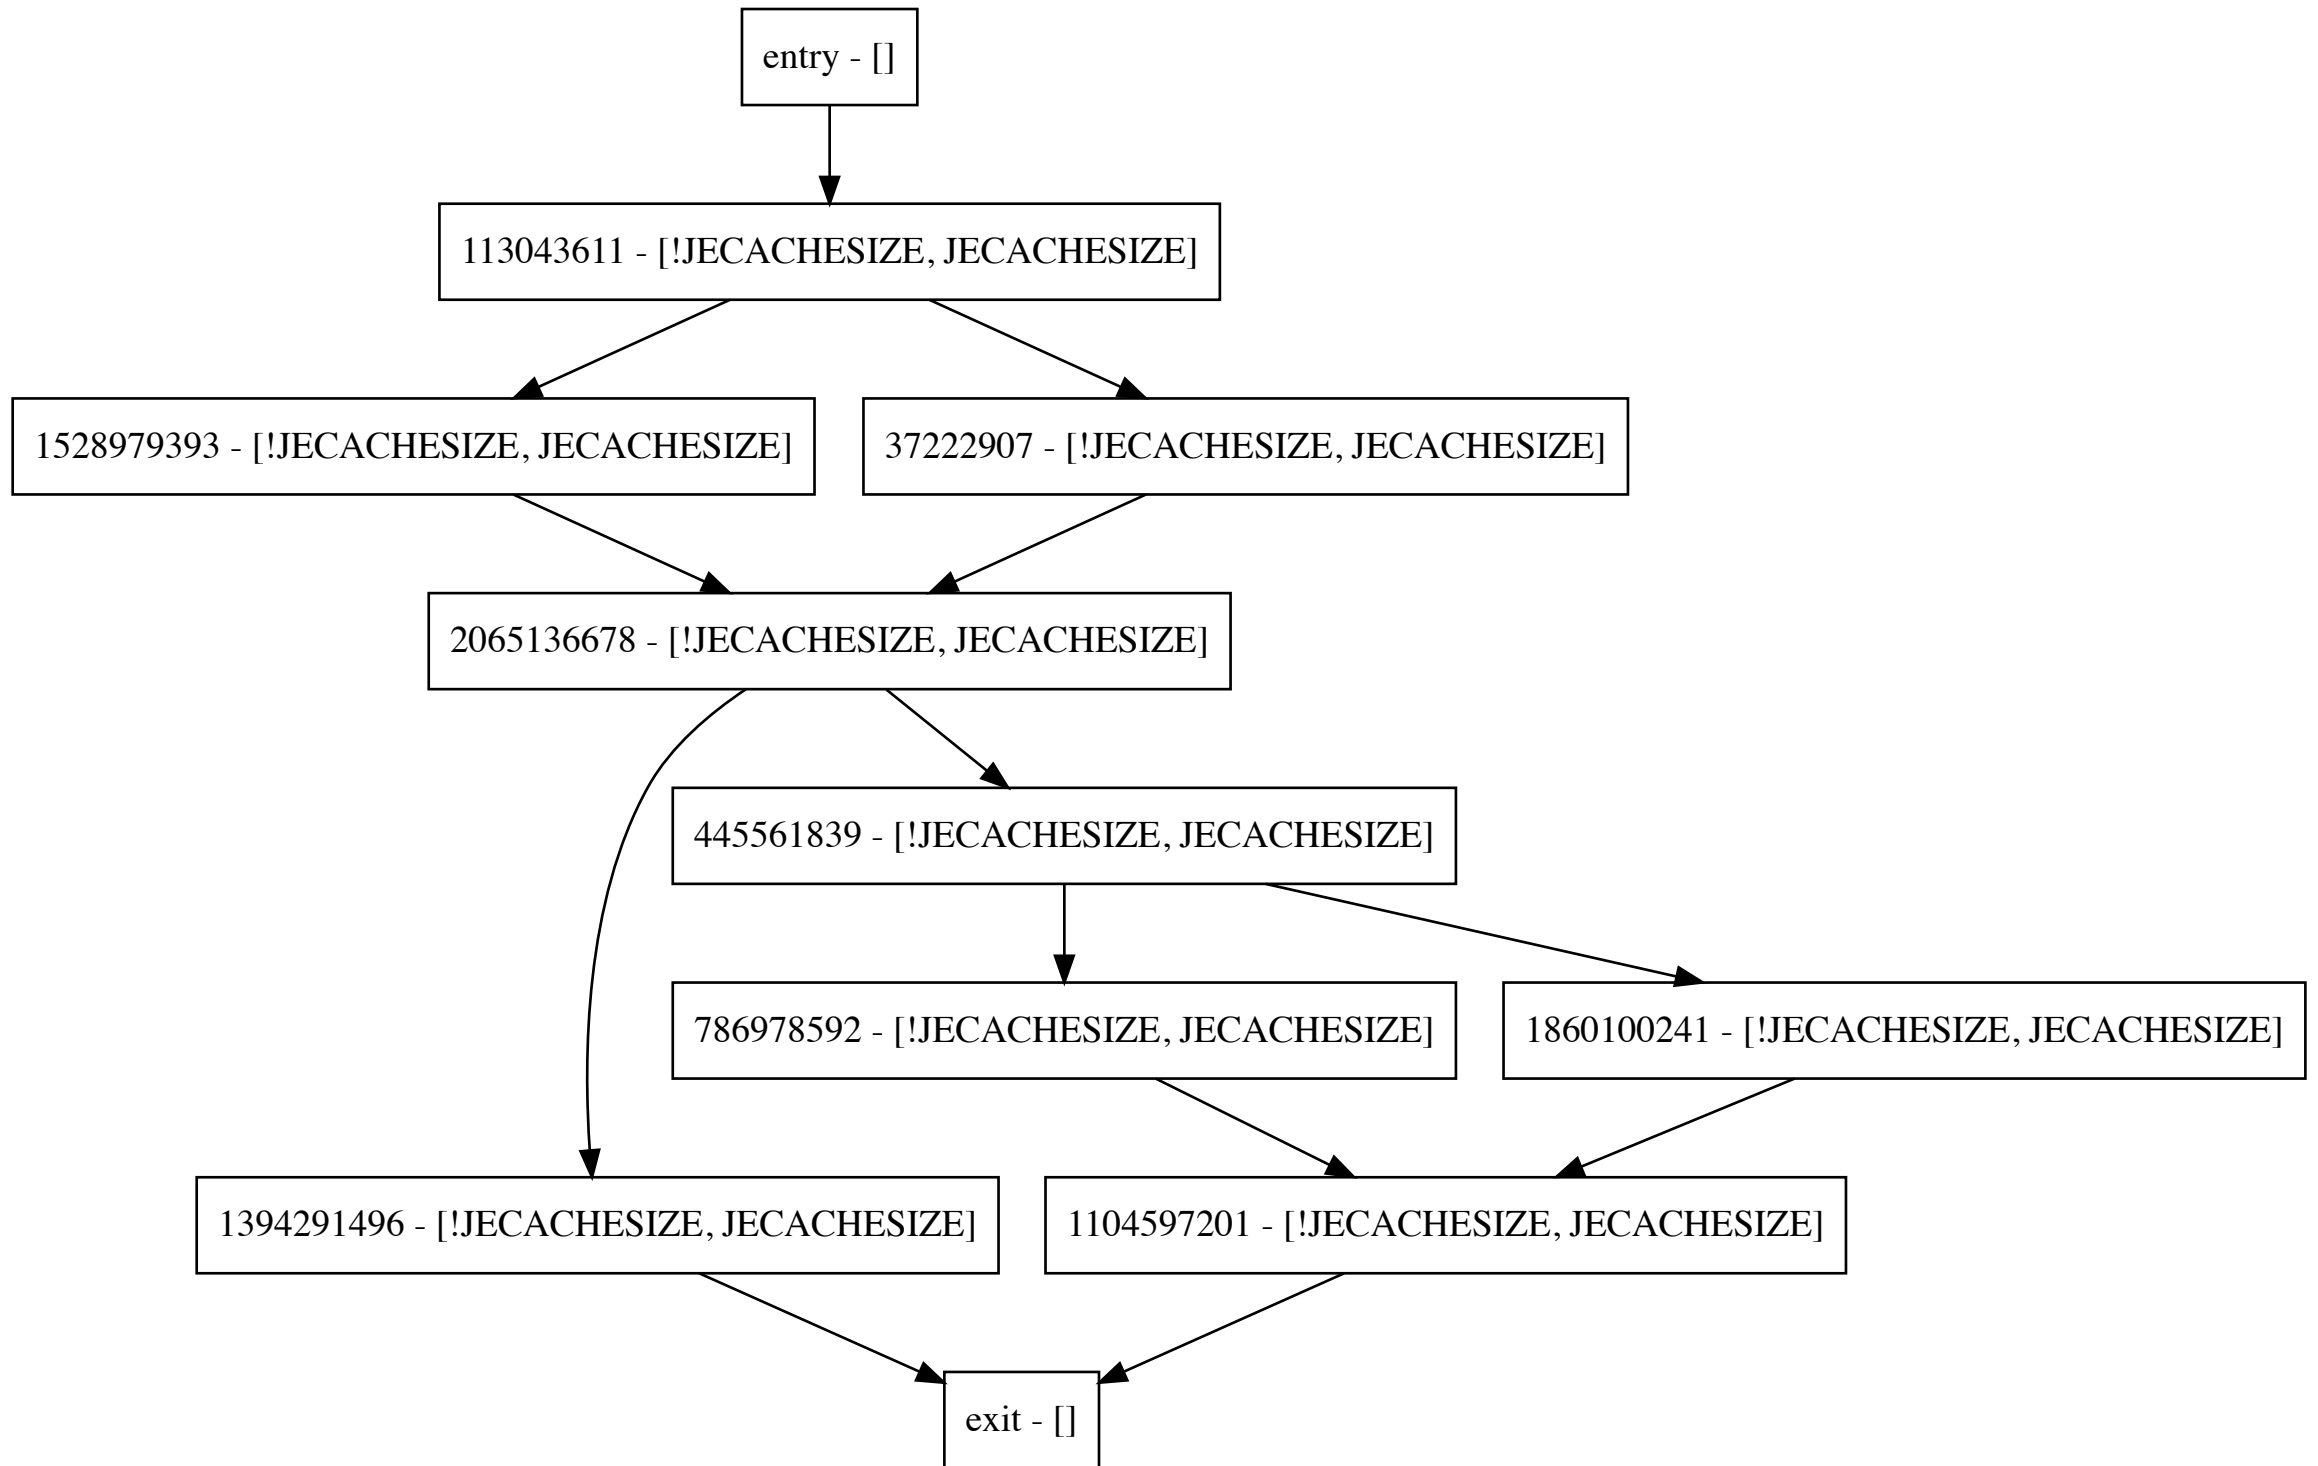 entry - []
113043611 - [!JECACHESIZE, JECACHESIZE]
1528979393 - [!JECACHESIZE, JECACHESIZE]
37222907 - [!JECACHESIZE, JECACHESIZE]
2065136678 - [!JECACHESIZE, JECACHESIZE]
445561839 - [!JECACHESIZE, JECACHESIZE]
786978592 - [!JECACHESIZE, JECACHESIZE]
1860100241 - [!JECACHESIZE, JECACHESIZE]
1394291496 - [!JECACHESIZE, JECACHESIZE]
1104597201 - [!JECACHESIZE, JECACHESIZE]
exit - []